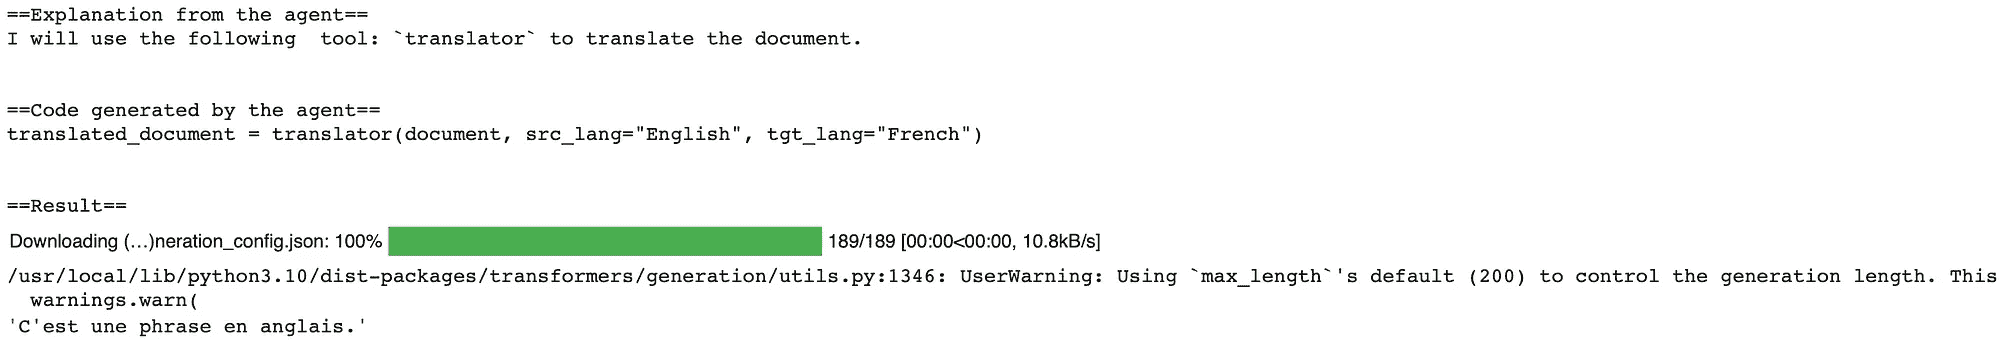 ==Explanation from the agent==
I will use the following  tool: `translator` to translate the document.
==Code generated by the agent==
translated_document = translator(document, src_lang="English", tgt_lang="French")
==Result==
Downloading (…)neration_config.json: 100% 189/189 [00:00<00:00, 10.8kB/s]
/usr/local/lib/python3.10/dist-packages/transformers/generation/utils.py:1346: UserWarning: Using `max_length`'s default (200) to control the generation length. This
  warnings.warn(
'C'est une phrase en anglais.'